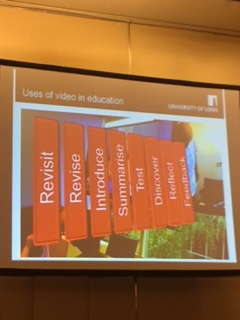 Uses of video in education
UNIVERSITY OF LEEDS
Revisit
Revise
Introduce
Summarise
Test
Discover
Reflect
Feedback